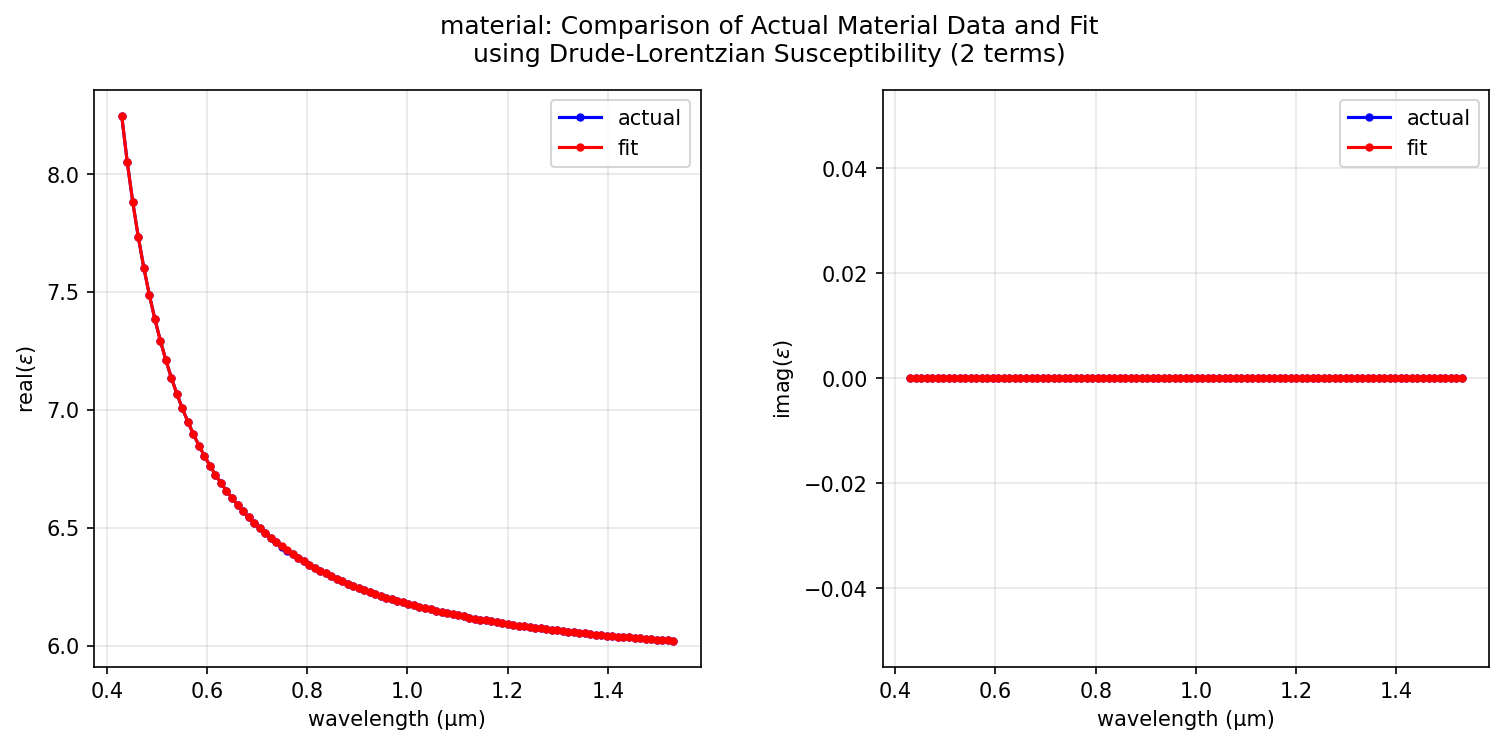 material: Comparison of Actual Material Data and Fit
using Drude-Lorentzian Susceptibility (2 terms)
actual
fit
8.0
7.5
7.0
6.5
6.0
real(ε)
0.4 0.6 0.8 1.0 1.2 1.4
wavelength (μm)
actual
fit
0.04
0.02
0.00
−0.02
−0.04
imag(ε)
0.4 0.6 0.8 1.0 1.2 1.4
wavelength (μm)